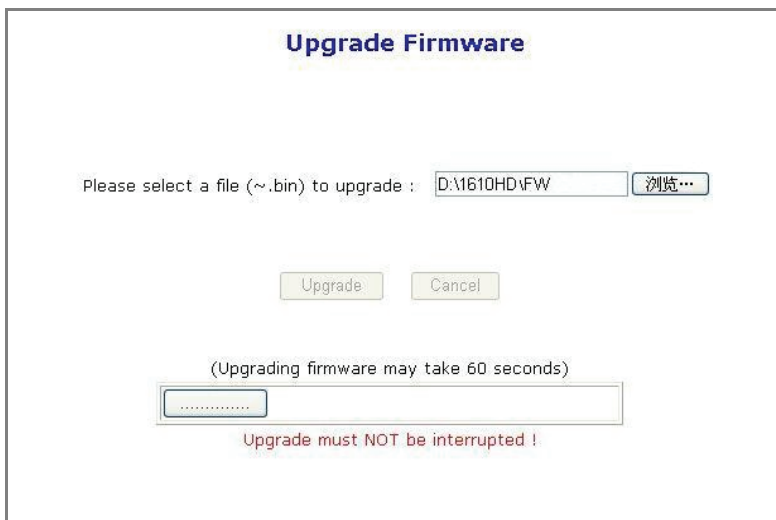 Upgrade Firmware
Please select a file (~.bin) to upgrade : D:\1610HD\FW 浏览…
Upgrade Cancel
(Upgrading firmware may take 60 seconds)
..............
Upgrade must NOT be interrupted !